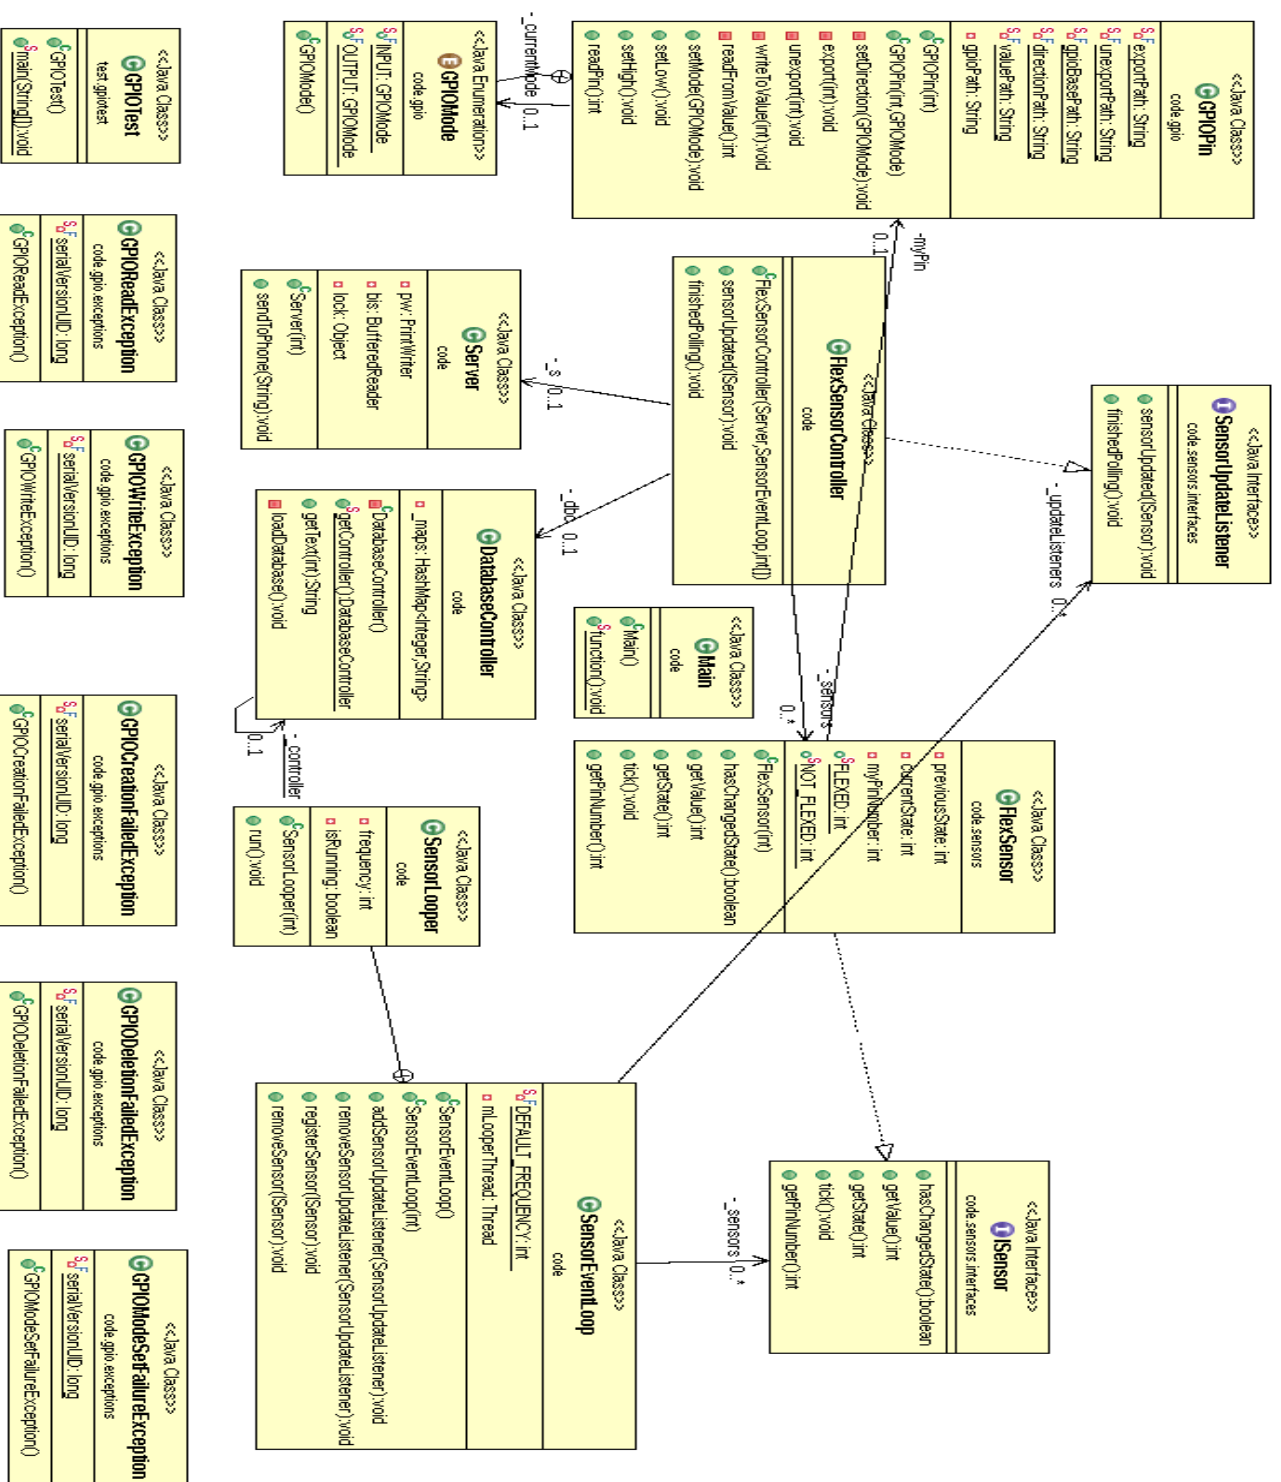 <<Java Class>>
GPIOPin
code.gpio
exportPath: String
unexportPath: String
gpioBasePath: String
directionPath: String
valuePath: String
gpioPath: String
GPIOPin(int)
GPIOPin(int,GPIOMode)
setDirection(GPIOMode):void
export(int):void
unexport(int):void
writeToValue(int):void
readFromValue():int
setMode(GPIOMode):void
setLow():void
setHigh():void
readPin():int
-myPin
0..1
-_currentMode
0..1
<<Java Enumeration>>
GPIOMode
code.gpio
INPUT: GPIOMode
OUTPUT: GPIOMode
GPIOMode()
<<Java Class>>
GPIOTest
test.gpiotest
GPIOTest()
main(String[]):void
<<Java Interface>>
SensorUpdateListener
code.sensors.interfaces
sensorUpdated(ISensor):void
finishedPolling():void
-_updateListeners
0..*
<<Java Class>>
FlexSensorController
code
FlexSensorController(Server,SensorEventLoop,int[])
sensorUpdated(ISensor):void
finishedPolling():void
-_s
0..1
-_dbc
0..1
-_sensors
0..*
<<Java Class>>
Server
code
pw: PrintWriter
bis: BufferedReader
lock: Object
Server(int)
sendToPhone(String):void
<<Java Class>>
DatabaseController
code
_maps: HashMap<Integer,String>
DatabaseController()
getController():DatabaseController
getText(int):String
loadDatabase():void
-_controller
0..1
<<Java Class>>
Main
code
Main()
function():void
<<Java Class>>
FlexSensor
code.sensors
previousState: int
currentState: int
myPinNumber: int
FLEXED: int
NOT_FLEXED: int
FlexSensor(int)
hasChangedState():boolean
getValue():int
getState():int
tick():void
getPinNumber():int
<<Java Class>>
SensorLooper
code
frequency: int
isRunning: boolean
SensorLooper(int)
run():void
<<Java Interface>>
ISensor
code.sensors.interfaces
hasChangedState():boolean
getValue():int
getState():int
tick():void
getPinNumber():int
-_sensors
0..*
<<Java Class>>
SensorEventLoop
code
DEFAULT_FREQUENCY: int
mLooperThread: Thread
SensorEventLoop()
SensorEventLoop(int)
addSensorUpdateListener(SensorUpdateListener):void
removeSensorUpdateListener(SensorUpdateListener):void
registerSensor(ISensor):void
removeSensor(ISensor):void
<<Java Class>>
GPIOReadException
code.gpio.exceptions
serialVersionUID: long
GPIOReadException()
<<Java Class>>
GPIOWriteException
code.gpio.exceptions
serialVersionUID: long
GPIOWriteException()
<<Java Class>>
GPIOCreationFailedException
code.gpio.exceptions
serialVersionUID: long
GPIOCreationFailedException()
<<Java Class>>
GPIODeletionFailedException
code.gpio.exceptions
serialVersionUID: long
GPIODeletionFailedException()
<<Java Class>>
GPIOModeSetFailureException
code.gpio.exceptions
serialVersionUID: long
GPIOModeSetFailureException()